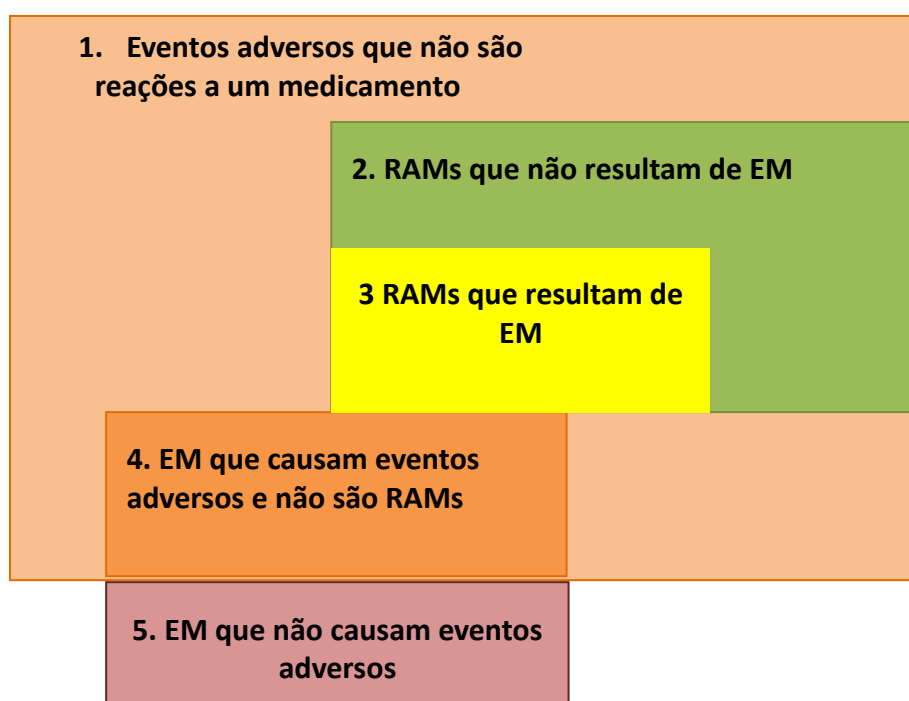 1. Eventos adversos que não são
reações a um medicamento
2. RAMs que não resultam de EM
3 RAMs que resultam de
EM
4. EM que causam eventos
adversos e não são RAMs
5. EM que não causam eventos
adversos